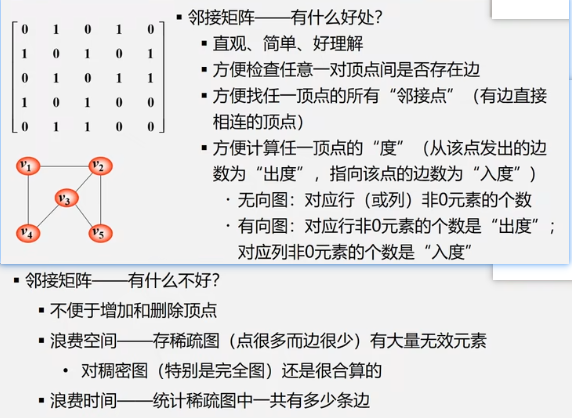 0 1 0 1 0
1 0 1 0 1
0 1 0 1 1
1 0 1 0 0
0 1 1 0 0
v1 v2
v3
v4 v5
▪ 邻接矩阵——有什么好处？
▪ 直观、简单、好理解
▪ 方便检查任意一对顶点间是否存在边
▪ 方便找任一顶点的所有“邻接点”（有边直接
相连的顶点）
▪ 方便计算任一顶点的“度”（从该点发出的边
数为“出度”，指向该点的边数为“入度”）
· 无向图：对应行（或列）非0元素的个数
· 有向图：对应行非0元素的个数是“出度”；
对应列非0元素的个数是“入度”
▪ 邻接矩阵——有什么不好？
▪ 不便于增加和删除顶点
▪ 浪费空间——存稀疏图（点很多而边很少）有大量无效元素
• 对稠密图（特别是完全图）还是很合算的
▪ 浪费时间——统计稀疏图中一共有多少条边